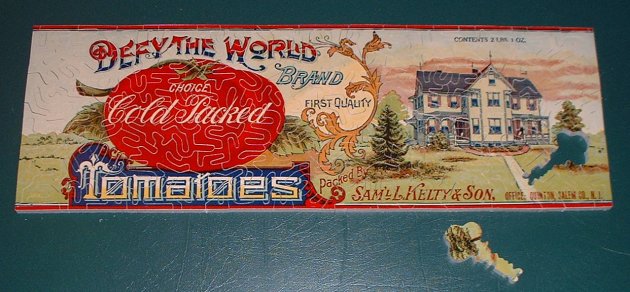 DEFY THE WORLD
BRAND
CHOICE
Cold Packed
TOMATOES
FIRST QUALITY
Packed By
SAM'L L. KELTY & SON,
OFFICE: QUINTON, SALEM CO., N.J.
CONTENTS 2 LBS. 1 OZ.